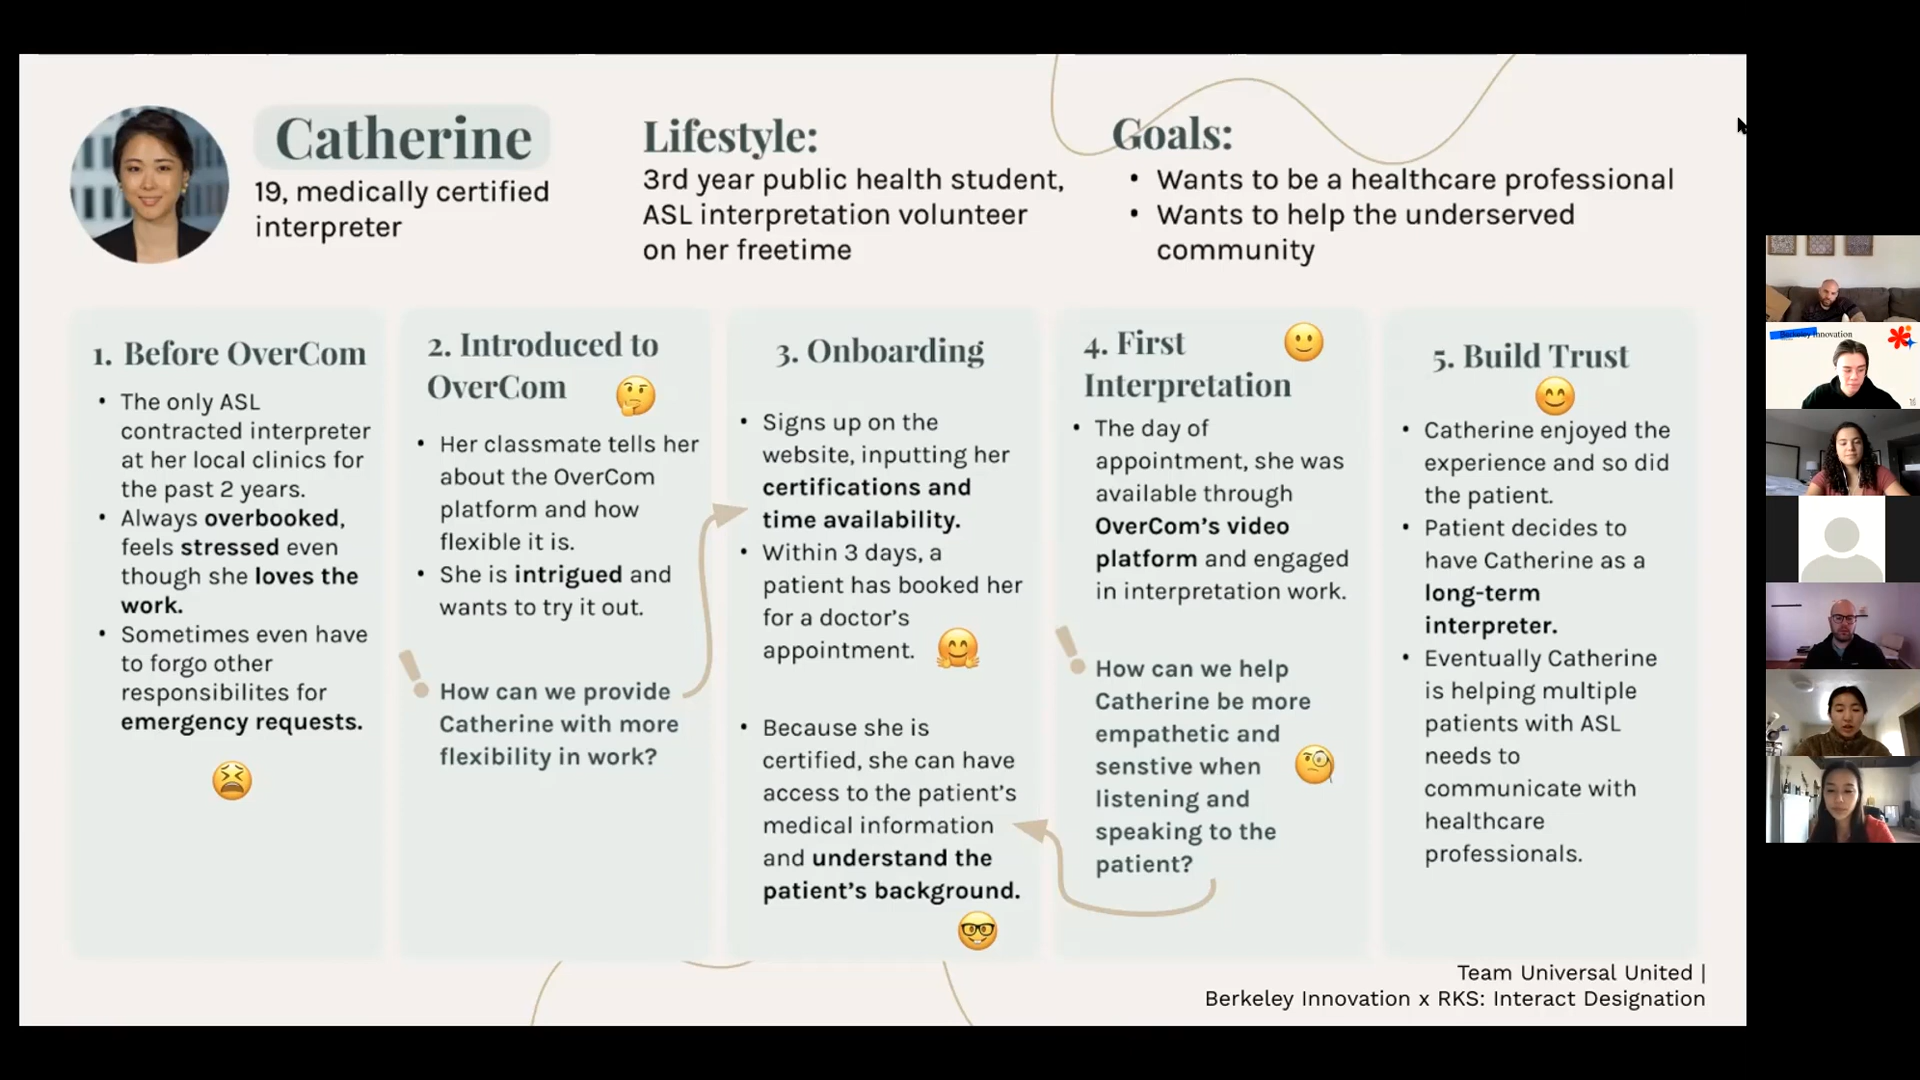 Catherine
19, medically certified
interpreter
Lifestyle:
3rd year public health student,
ASL interpretation volunteer
on her freetime
Goals:
• Wants to be a healthcare professional
• Wants to help the underserved
community
1. Before OverCom
• The only ASL
contracted interpreter
at her local clinics for
the past 2 years.
• Always overbooked,
feels stressed even
though she loves the
work.
• Sometimes even have
to forgo other
responsibilites for
emergency requests.
2. Introduced to
OverCom
• Her classmate tells her
about the OverCom
platform and how
flexible it is.
• She is intrigued and
wants to try it out.
! How can we provide
Catherine with more
flexibility in work?
3. Onboarding
• Signs up on the
website, inputting her
certifications and
time availability.
• Within 3 days, a
patient has booked her
for a doctor's
appointment.
• Because she is
certified, she can have
access to the patient's
medical information
and understand the
patient's background.
4. First
Interpretation
• The day of
appointment, she was
available through
OverCom's video
platform and engaged
in interpretation work.
! How can we help
Catherine be more
empathetic and
senstive when
listening and
speaking to the
patient?
5. Build Trust
• Catherine enjoyed the
experience and so did
the patient.
• Patient decides to
have Catherine as a
long-term
interpreter.
• Eventually Catherine
is helping multiple
patients with ASL
needs to
communicate with
healthcare
professionals.
Team Universal United |
Berkeley Innovation x RKS: Interact Designation
Berkeley Innovation